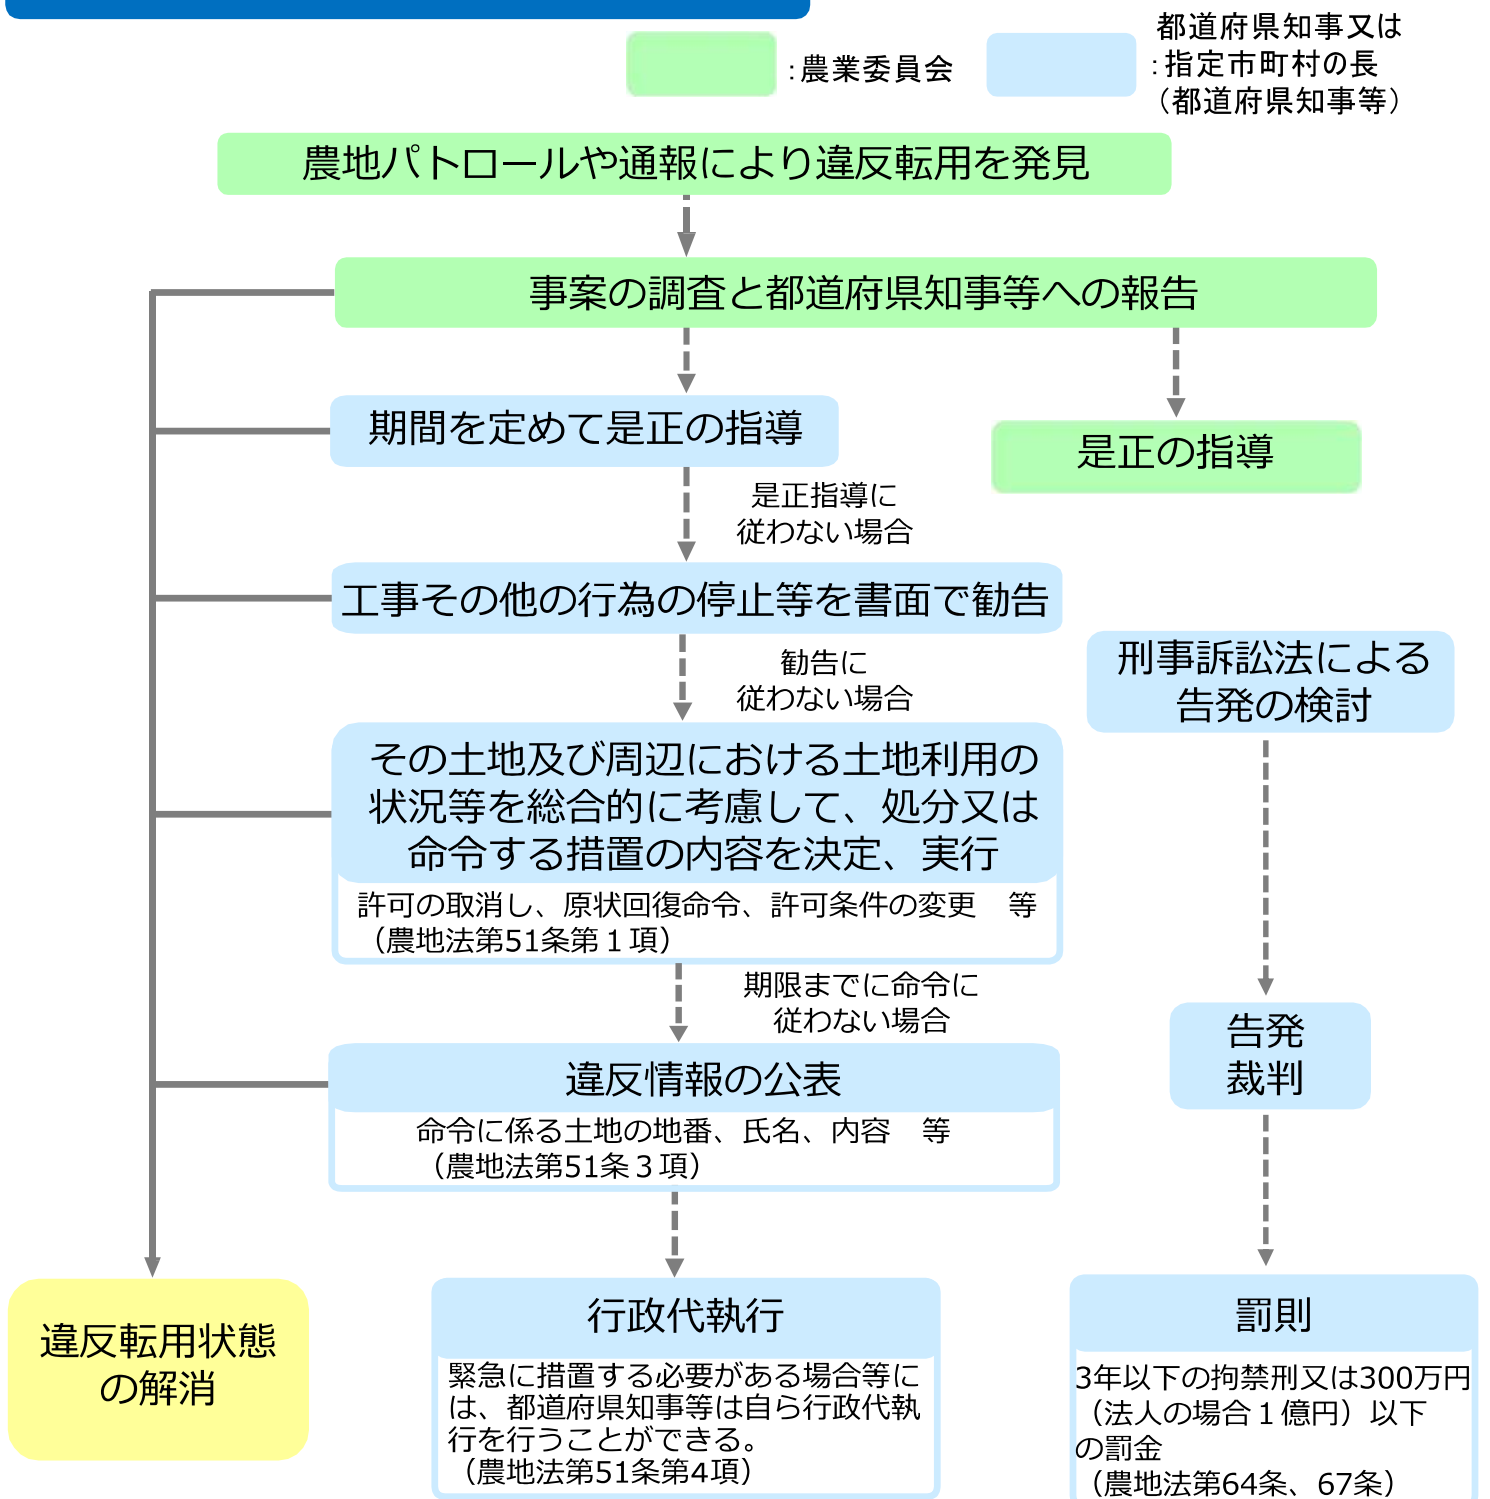 ：農業委員会
都道府県知事又は
：指定市町村の長
（都道府県知事等）
農地パトロールや通報により違反転用を発見
事案の調査と都道府県知事等への報告
期間を定めて是正の指導
是正の指導
是正指導に
従わない場合
工事その他の行為の停止等を書面で勧告
勧告に
従わない場合
刑事訴訟法による
告発の検討
その土地及び周辺における土地利用の
状況等を総合的に考慮して、処分又は
命令する措置の内容を決定、実行
許可の取消し、原状回復命令、許可条件の変更　等
（農地法第51条第１項）
期限までに命令に
従わない場合
告発
裁判
違反情報の公表
命令に係る土地の地番、氏名、内容　等
（農地法第51条３項）
違反転用状態
の解消
行政代執行
緊急に措置する必要がある場合等に
は、都道府県知事等は自ら行政代執
行を行うことができる。
（農地法第51条第4項）
罰則
3年以下の拘禁刑又は300万円
（法人の場合１億円）以下
の罰金
（農地法第64条、67条）